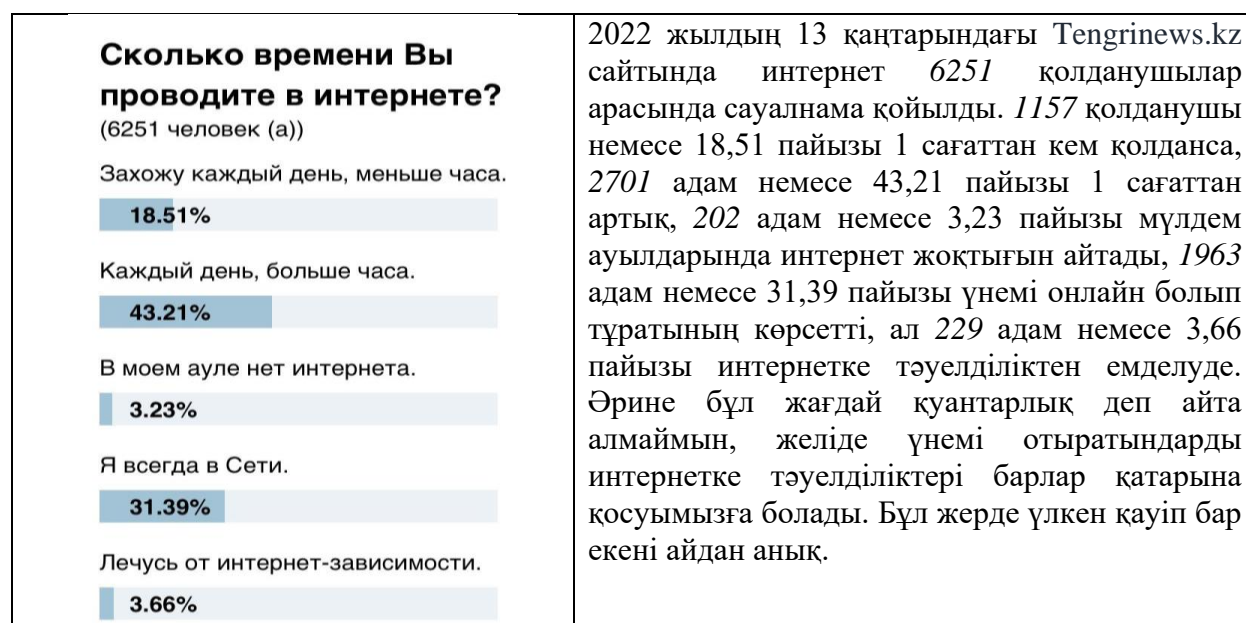 Сколько времени Вы
проводите в интернете?
(6251 человек (а))
Захожу каждый день, меньше часа.
18.51%
Каждый день, больше часа.
43.21%
В моем ауле нет интернета.
3.23%
Я всегда в Сети.
31.39%
Лечусь от интернет-зависимости.
3.66%
2022 жылдың 13 қаңтарындағы Tengrinews.kz
сайтында интернет 6251 қолданушылар
арасында сауалнама қойылды. 1157 қолданушы
немесе 18,51 пайызы 1 сағаттан кем қолданса,
2701 адам немесе 43,21 пайызы 1 сағаттан
артық, 202 адам немесе 3,23 пайызы мүлдем
ауылдарында интернет жоқтығын айтады, 1963
адам немесе 31,39 пайызы үнемі онлайн болып
тұратының көрсетті, ал 229 адам немесе 3,66
пайызы интернетке тәуелділіктен емделуде.
Әрине бұл жағдай қуантарлық деп айта
алмаймын, желіде үнемі отыратындарды
интернетке тәуелділіктері барлар қатарына
қосуымызға болады. Бұл жерде үлкен қауіп бар
екені айдан анық.